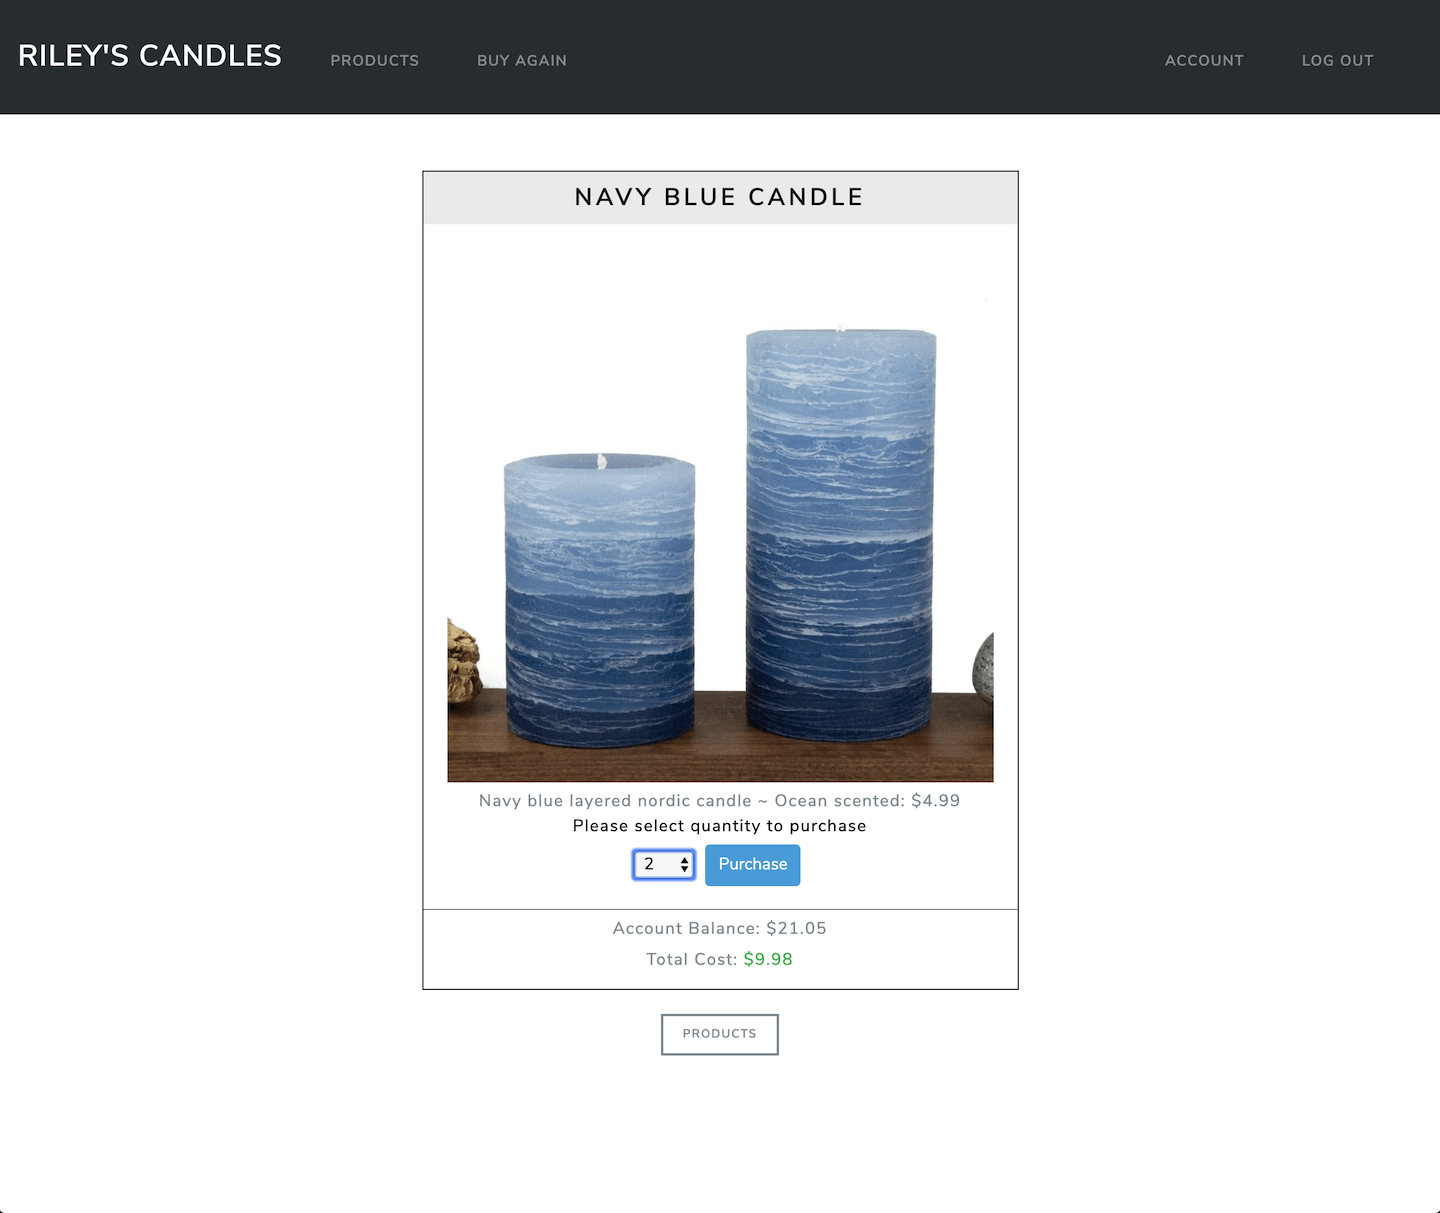 RILEY'S CANDLES PRODUCTS BUY AGAIN ACCOUNT LOG OUT
NAVY BLUE CANDLE
Navy blue layered nordic candle ~ Ocean scented: $4.99
Please select quantity to purchase
2 Purchase
Account Balance: $21.05
Total Cost: $9.98
PRODUCTS